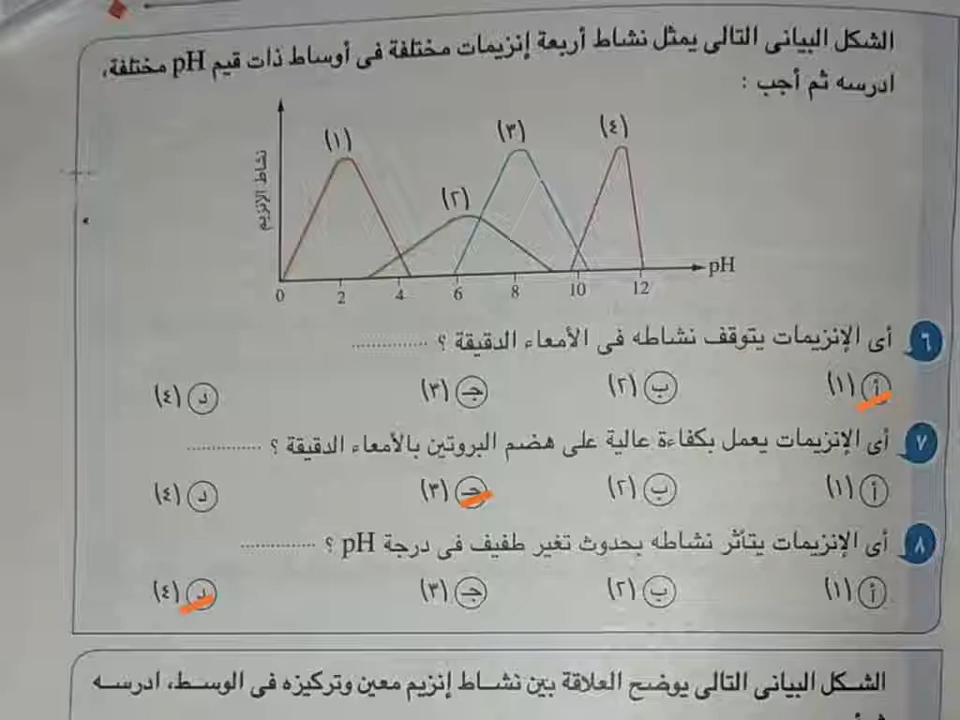 الشكل البيانى التالى يمثل نشاط أربعة إنزيمات مختلفة فى أوساط ذات قيم pH مختلفة،
ادرسه ثم أجب :
(١)
(٢)
(٣)
(٤)
نشاط الإنزيم
pH
0 2 4 6 8 10 12
٦ أى الإنزيمات يتوقف نشاطه فى الأمعاء الدقيقة ؟ ..............
أ (١) ب (٢) جـ (٣) د (٤)
٧ أى الإنزيمات يعمل بكفاءة عالية على هضم البروتين بالأمعاء الدقيقة ؟ ..............
أ (١) ب (٢) جـ (٣) د (٤)
٨ أى الإنزيمات يتأثر نشاطه بحدوث تغير طفيف فى درجة pH ؟ ..............
أ (١) ب (٢) جـ (٣) د (٤)
الشكل البيانى التالى يوضح العلاقة بين نشاط إنزيم معين وتركيزه فى الوسط، ادرسه